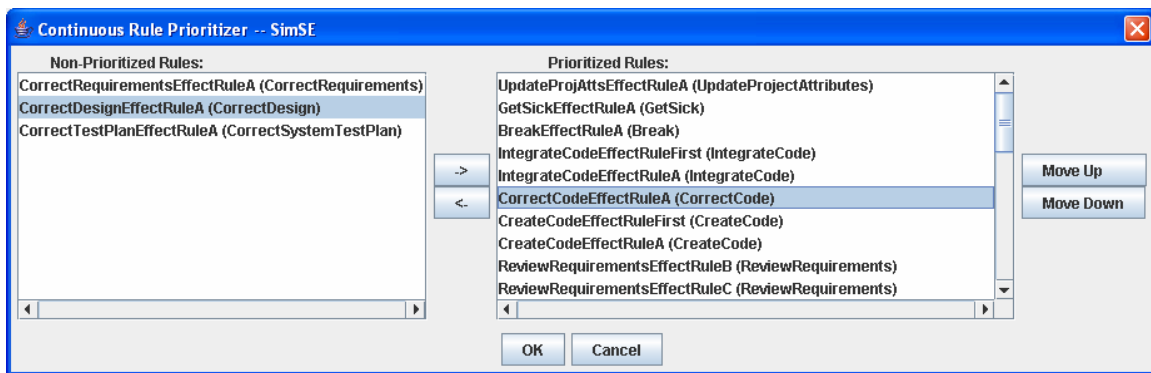 Continuous Rule Prioritizer -- SimSE
Non-Prioritized Rules:
CorrectRequirementsEffectRuleA (CorrectRequirements)
CorrectDesignEffectRuleA (CorrectDesign)
CorrectTestPlanEffectRuleA (CorrectSystemTestPlan)
->
<-
Prioritized Rules:
UpdateProjAttsEffectRuleA (UpdateProjectAttributes)
GetSickEffectRuleA (GetSick)
BreakEffectRuleA (Break)
IntegrateCodeEffectRuleFirst (IntegrateCode)
IntegrateCodeEffectRuleA (IntegrateCode)
CorrectCodeEffectRuleA (CorrectCode)
CreateCodeEffectRuleFirst (CreateCode)
CreateCodeEffectRuleA (CreateCode)
ReviewRequirementsEffectRuleB (ReviewRequirements)
ReviewRequirementsEffectRuleC (ReviewRequirements)
Move Up
Move Down
OK
Cancel